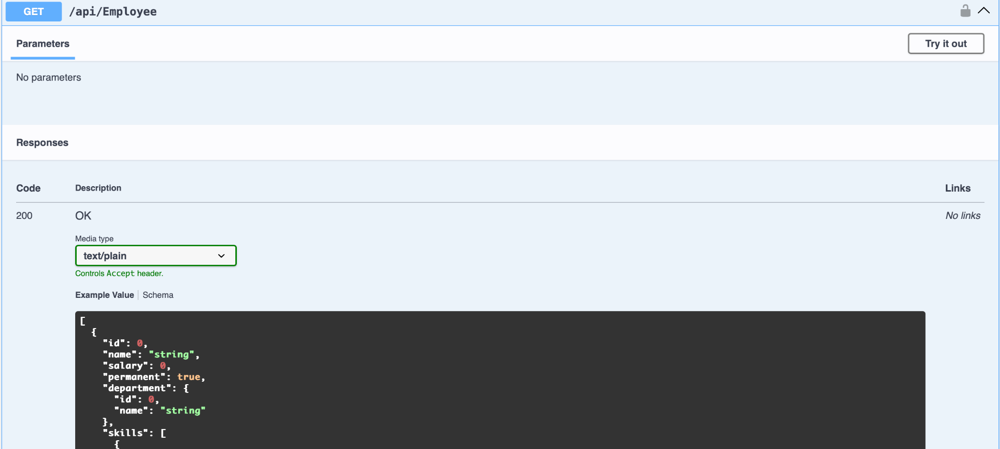 GET /api/Employee
Parameters
Try it out
No parameters
Responses
Code Description Links
200 OK No links
Media type
text/plain
Controls Accept header.
Example Value Schema
[
  {
    "id": 0,
    "name": "string",
    "salary": 0,
    "permanent": true,
    "department": {
      "id": 0,
      "name": "string"
    },
    "skills": [
      {